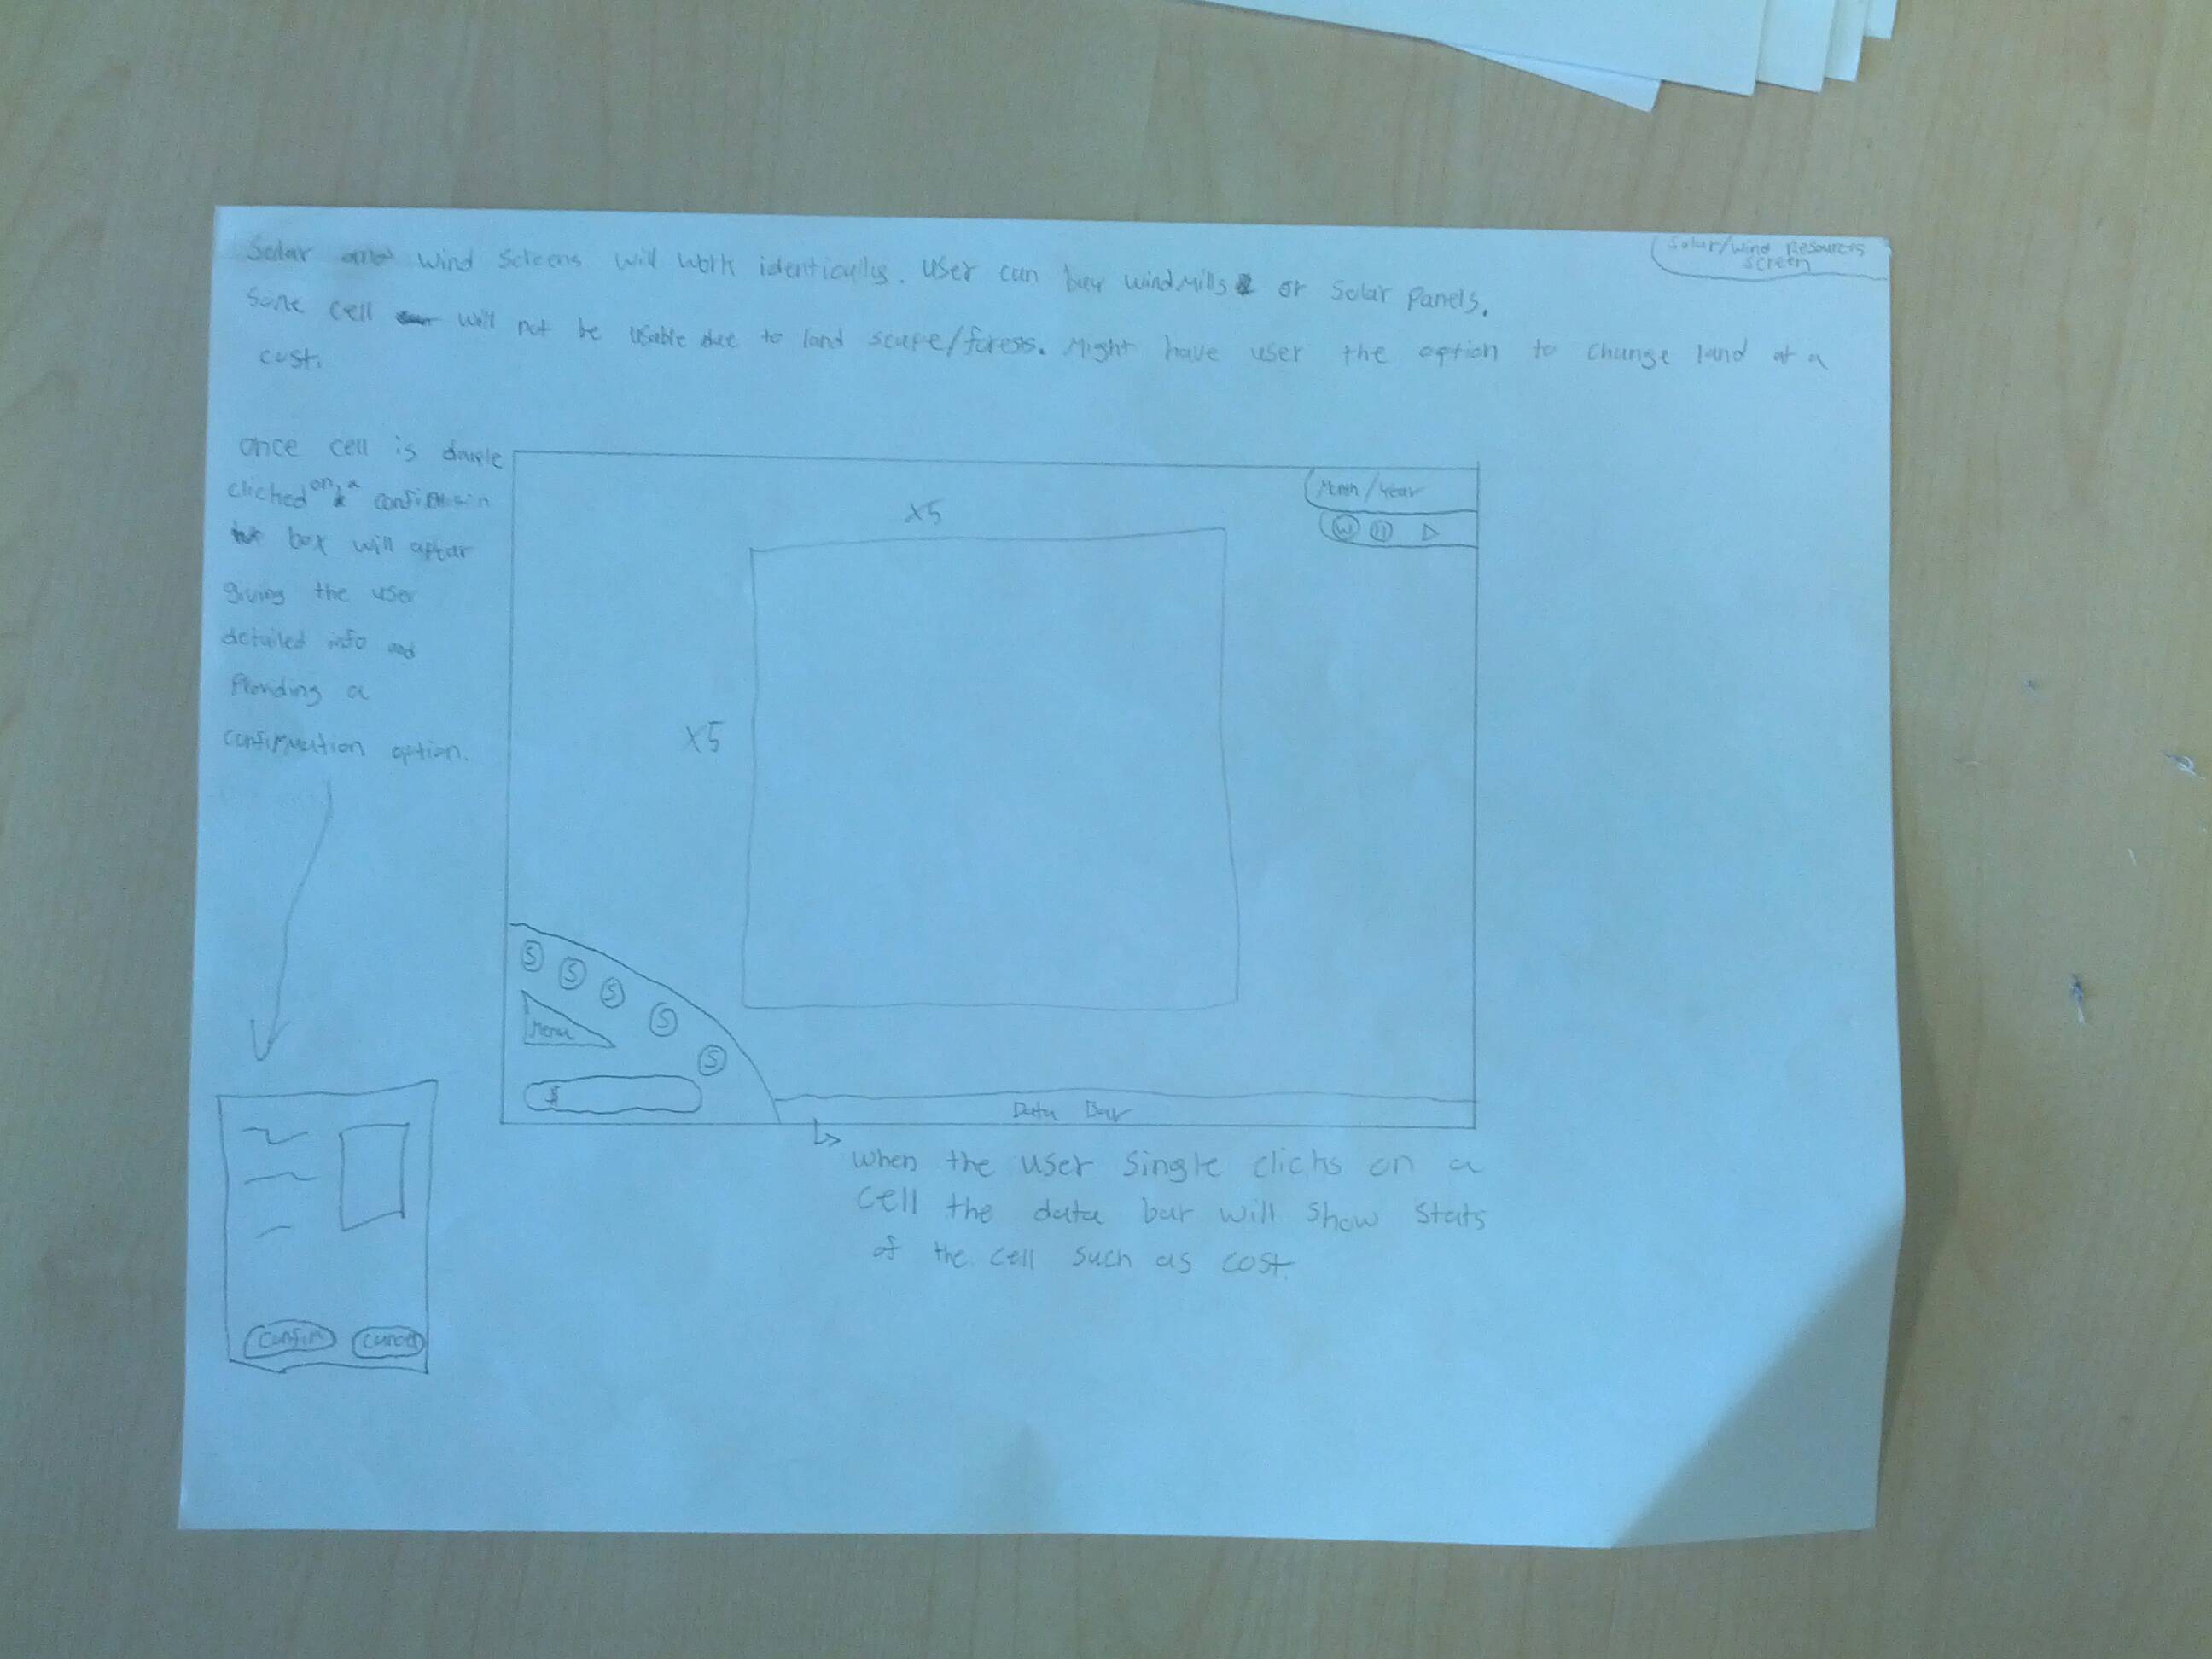 Solar/Wind Resources
Screen
Solar and wind screens will work identically. User can buy windmills or Solar Panels.
Some cell will not be usable due to land scape/forests. Might have user the option to change land at a
cost.
once cell is double
clicked on, a
box will
giving the user
detailed info and
Providing a
confirmation option.
X5
Month/Year
W
X5
S
S
S
S
S
Menu
$
Data Bar
when the user single clicks on a
cell the data bar will show stats
of the cell such as cost.
Confirm
Cancel